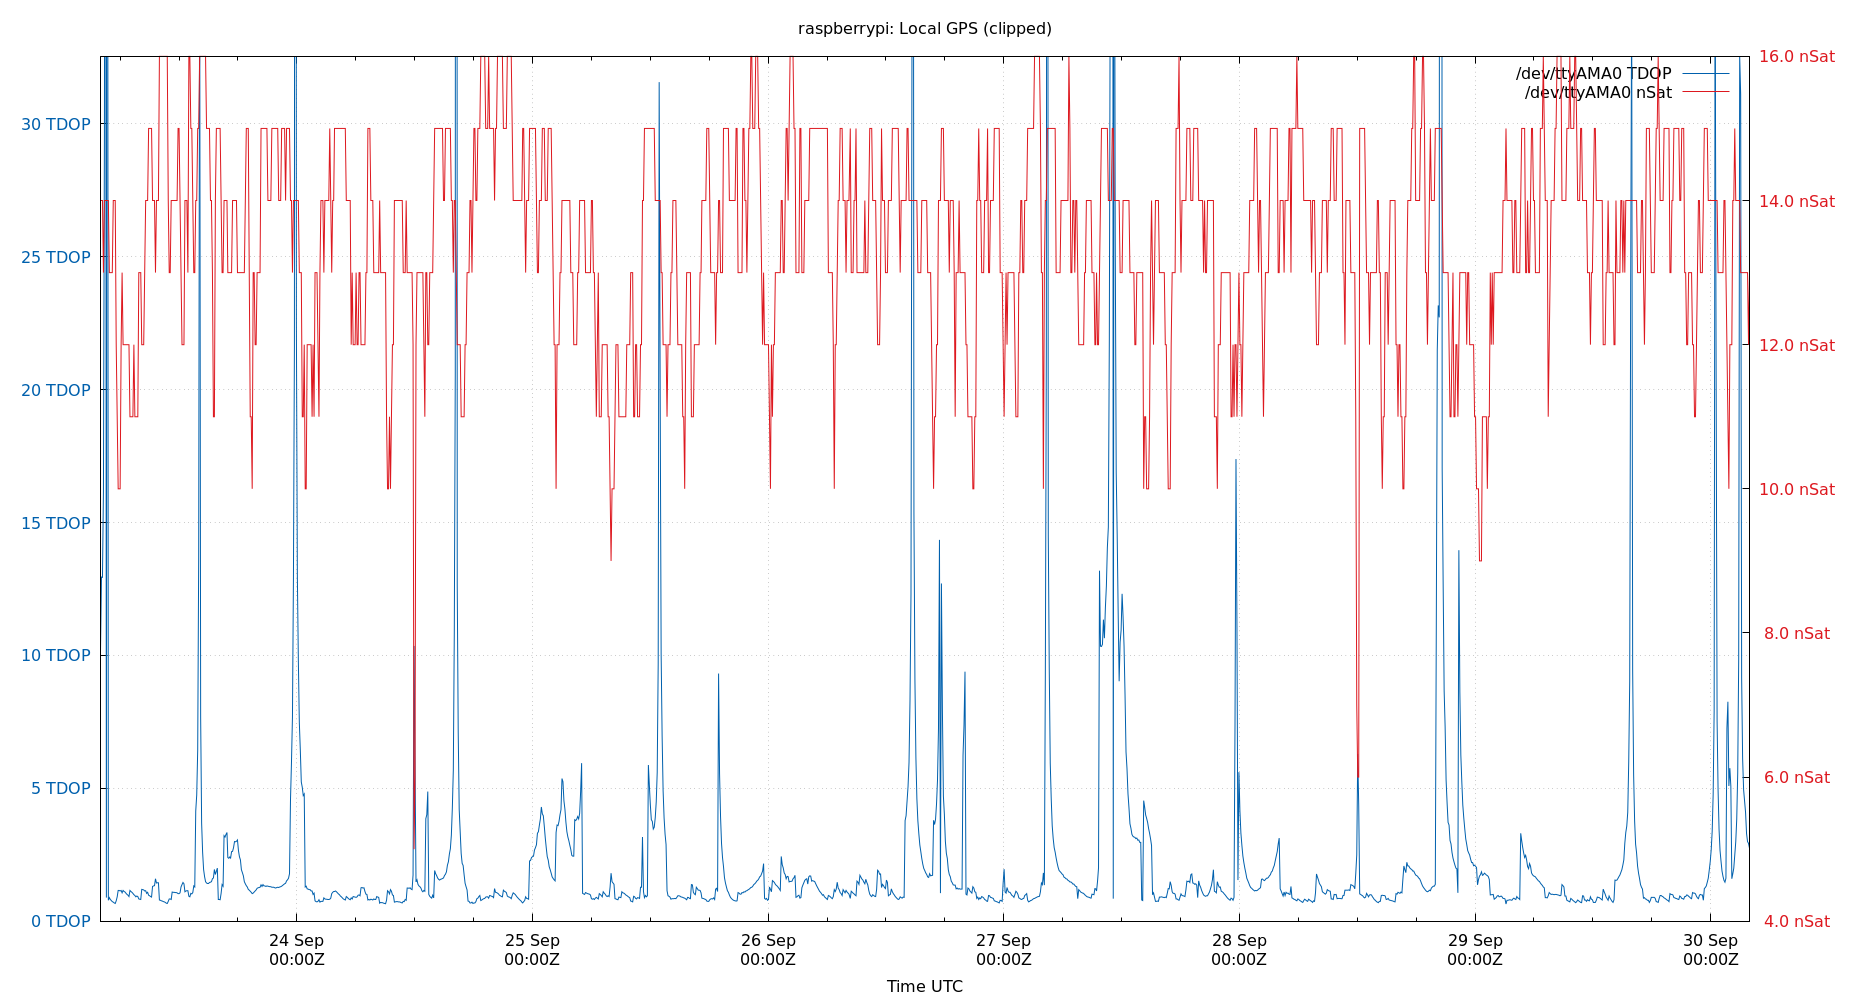 raspberrypi: Local GPS (clipped)
16.0 nSat
/dev/ttyAMA0 TDOP
/dev/ttyAMA0 nSat
30 TDOP
25 TDOP
14.0 nSat
20 TDOP
12.0 nSat
15 TDOP
10.0 nSat
10 TDOP
8.0 nSat
5 TDOP
6.0 nSat
0 TDOP
4.0 nSat
24 Sep 25 Sep 26 Sep 27 Sep 28 Sep 29 Sep 30 Sep
00:00Z 00:00Z 00:00Z 00:00Z 00:00Z 00:00Z 00:00Z
Time UTC